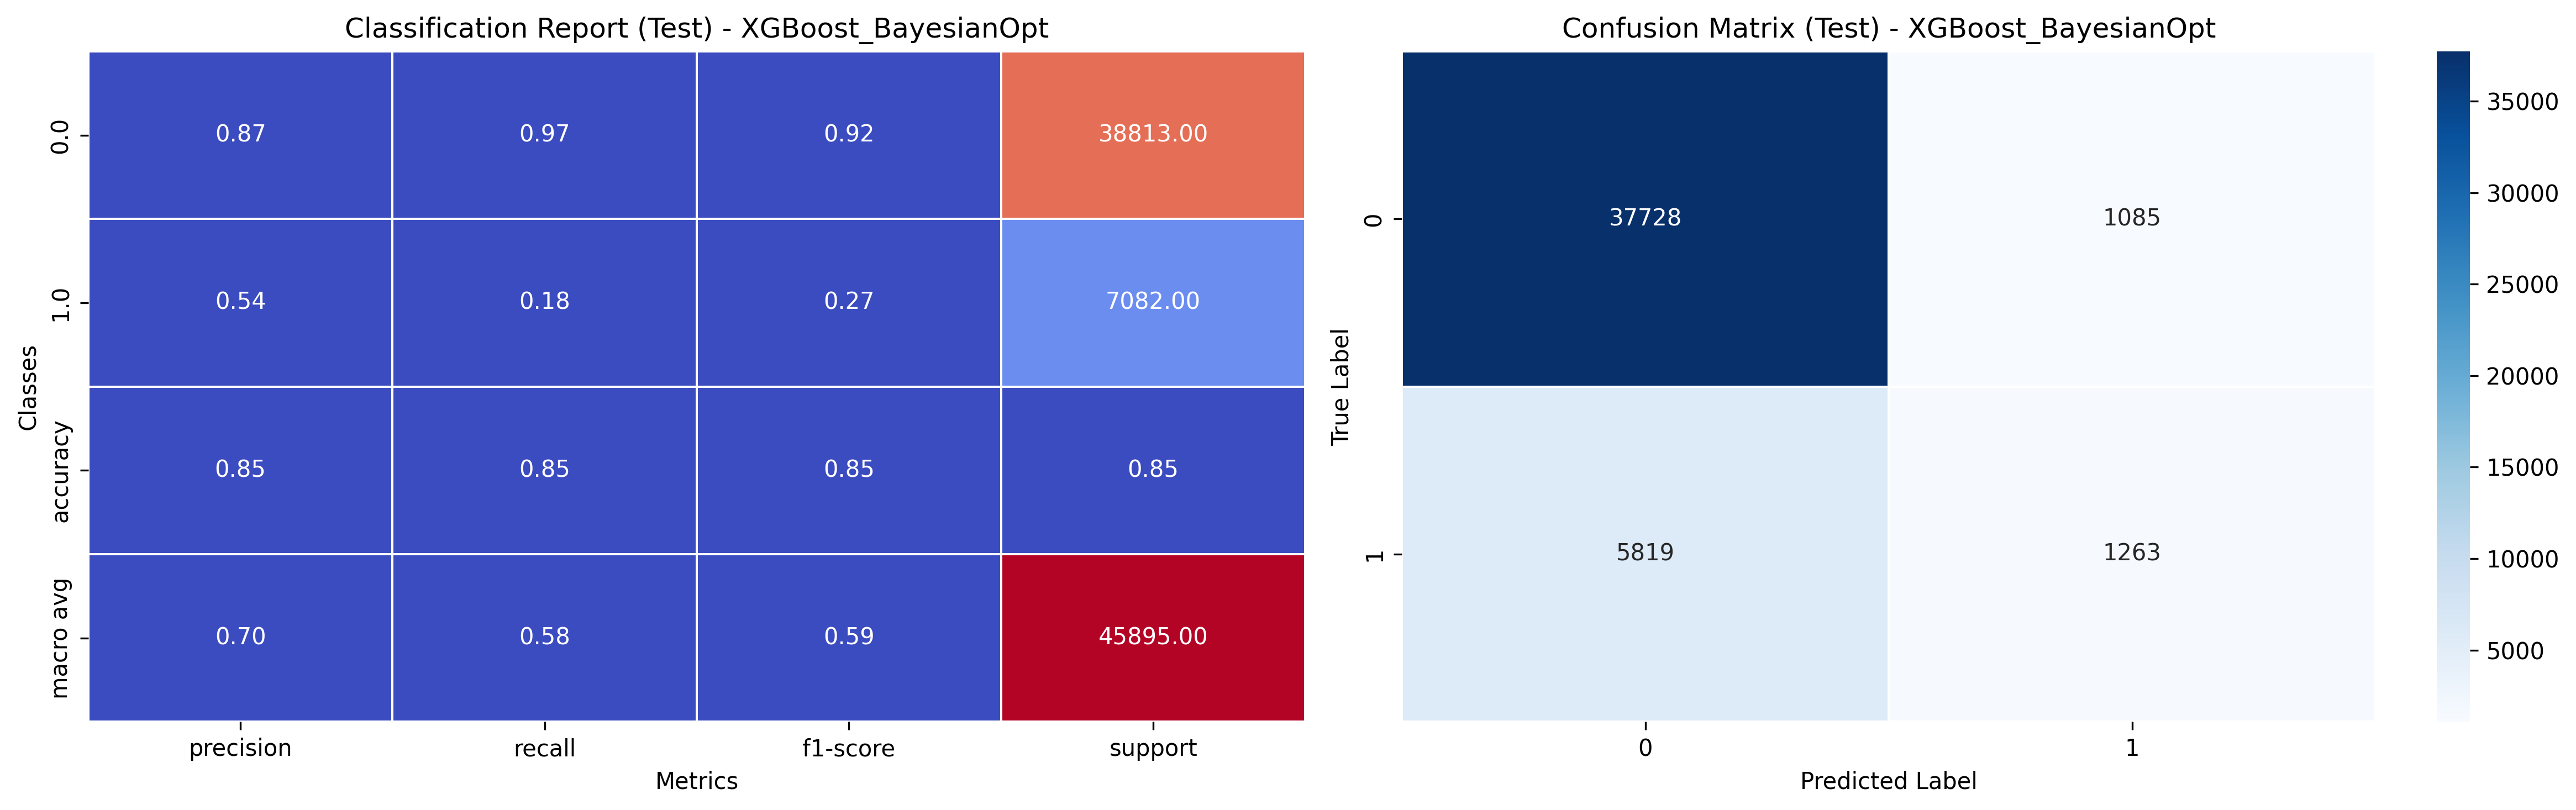 Classification Report (Test) - XGBoost_BayesianOpt
Classes
0.0
0.87
0.97
0.92
38813.00
1.0
0.54
0.18
0.27
7082.00
accuracy
0.85
0.85
0.85
0.85
macro avg
0.70
0.58
0.59
45895.00
precision
recall
f1-score
support
Metrics
Confusion Matrix (Test) - XGBoost_BayesianOpt
True Label
0
37728
1085
1
5819
1263
0
1
Predicted Label
35000
30000
25000
20000
15000
10000
5000